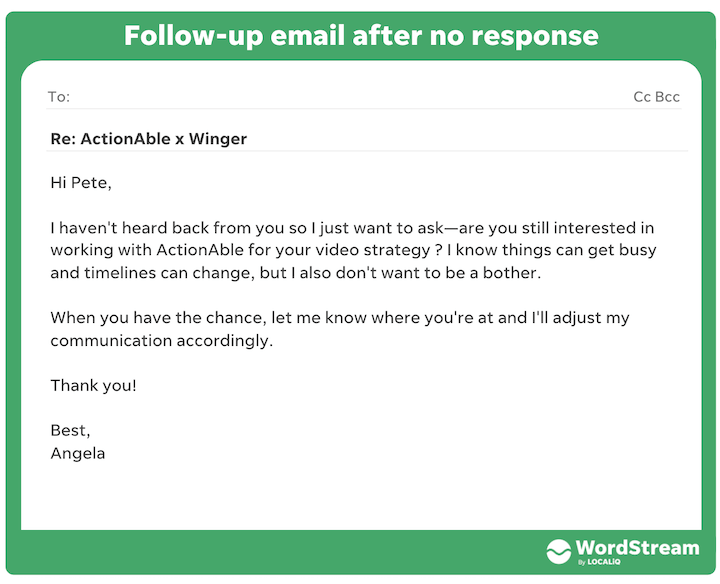 Follow-up email after no response
To:
Cc Bcc
Re: ActionAble x Winger
Hi Pete,
I haven't heard back from you so I just want to ask—are you still interested in
working with ActionAble for your video strategy ? I know things can get busy
and timelines can change, but I also don't want to be a bother.
When you have the chance, let me know where you're at and I'll adjust my
communication accordingly.
Thank you!
Best,
Angela
WordStream
By LOCALiQ